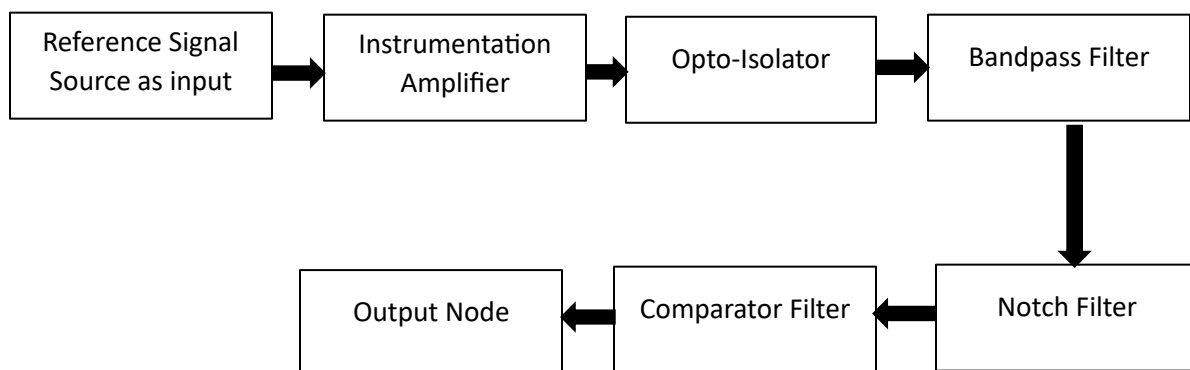 Reference Signal
Source as input
Instrumentation
Amplifier
Opto-Isolator
Bandpass Filter
Notch Filter
Comparator Filter
Output Node